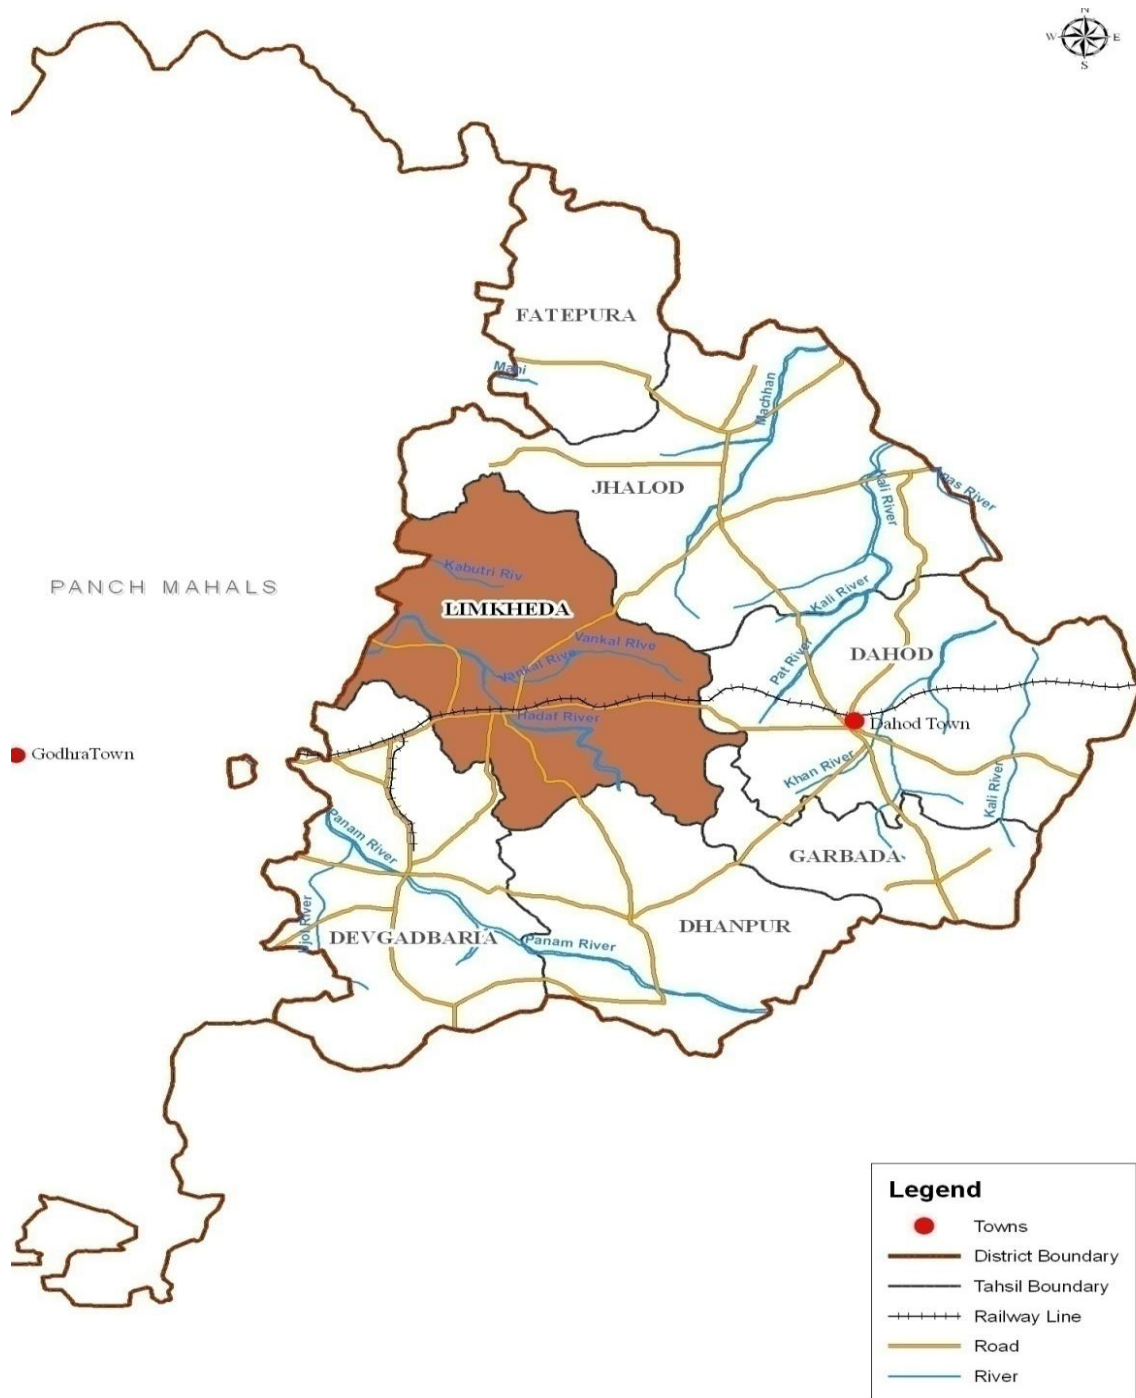 N
W E
S
FATEPURA
Mahi
Machhan
JHALOD
Kali River
Anas River
Kabutri Riv
PANCH MAHALS
LIMKHEDA
Kali River
Vankal Rive
Vankal Rive
Pat River
DAHOD
Hadaf River
Dahod Town
GodhraTown
Khan River
Kali River
Panam River
GARBADA
DHANPUR
DEVGADBARIA
Panam River
Legend
Towns
District Boundary
Tahsil Boundary
Railway Line
Road
River